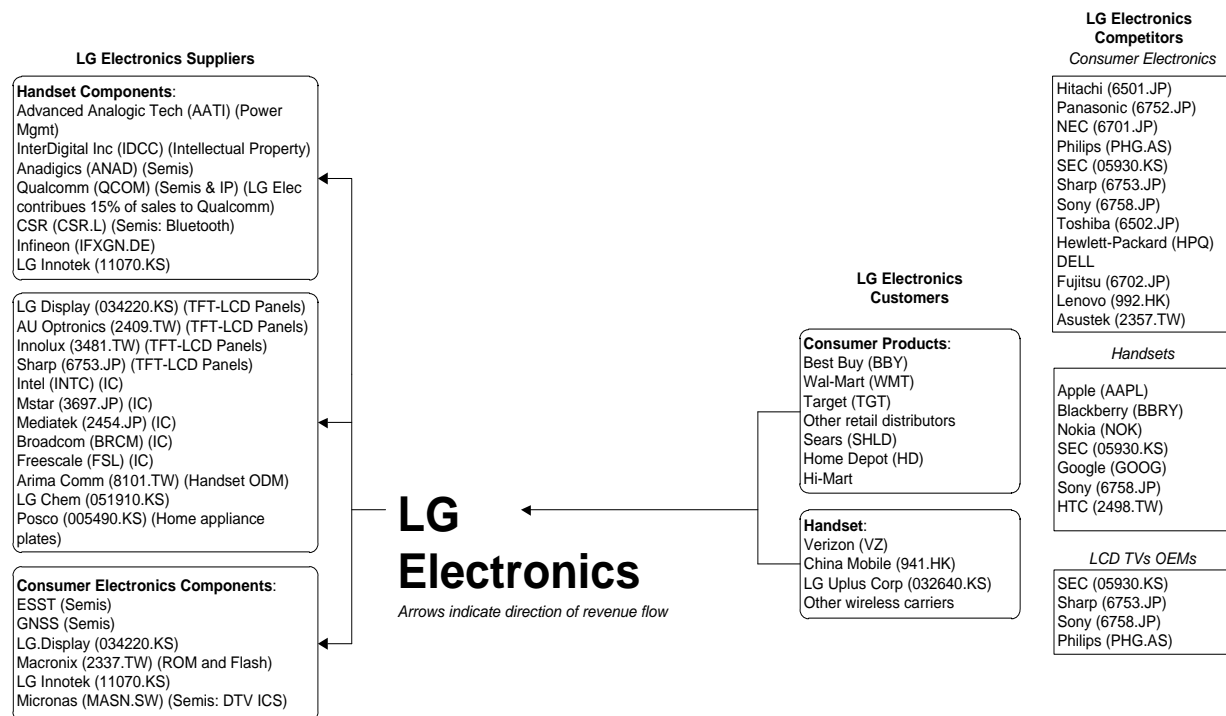 LG Electronics Suppliers
Handset Components:
Advanced Analogic Tech (AATI) (Power
Mgmt)
InterDigital Inc (IDCC) (Intellectual Property)
Anadigics (ANAD) (Semis)
Qualcomm (QCOM) (Semis & IP) (LG Elec
contribues 15% of sales to Qualcomm)
CSR (CSR.L) (Semis: Bluetooth)
Infineon (IFXGN.DE)
LG Innotek (11070.KS)
LG Display (034220.KS) (TFT-LCD Panels)
AU Optronics (2409.TW) (TFT-LCD Panels)
Innolux (3481.TW) (TFT-LCD Panels)
Sharp (6753.JP) (TFT-LCD Panels)
Intel (INTC) (IC)
Mstar (3697.JP) (IC)
Mediatek (2454.JP) (IC)
Broadcom (BRCM) (IC)
Freescale (FSL) (IC)
Arima Comm (8101.TW) (Handset ODM)
LG Chem (051910.KS)
Posco (005490.KS) (Home appliance
plates)
Consumer Electronics Components:
ESST (Semis)
GNSS (Semis)
LG.Display (034220.KS)
Macronix (2337.TW) (ROM and Flash)
LG Innotek (11070.KS)
Micronas (MASN.SW) (Semis: DTV ICS)
LG
Electronics
Arrows indicate direction of revenue flow
LG Electronics
Customers
Consumer Products:
Best Buy (BBY)
Wal-Mart (WMT)
Target (TGT)
Other retail distributors
Sears (SHLD)
Home Depot (HD)
Hi-Mart
Handset:
Verizon (VZ)
China Mobile (941.HK)
LG Uplus Corp (032640.KS)
Other wireless carriers
LG Electronics
Competitors
Consumer Electronics
Hitachi (6501.JP)
Panasonic (6752.JP)
NEC (6701.JP)
Philips (PHG.AS)
SEC (05930.KS)
Sharp (6753.JP)
Sony (6758.JP)
Toshiba (6502.JP)
Hewlett-Packard (HPQ)
DELL
Fujitsu (6702.JP)
Lenovo (992.HK)
Asustek (2357.TW)
Handsets
Apple (AAPL)
Blackberry (BBRY)
Nokia (NOK)
SEC (05930.KS)
Google (GOOG)
Sony (6758.JP)
HTC (2498.TW)
LCD TVs OEMs
SEC (05930.KS)
Sharp (6753.JP)
Sony (6758.JP)
Philips (PHG.AS)